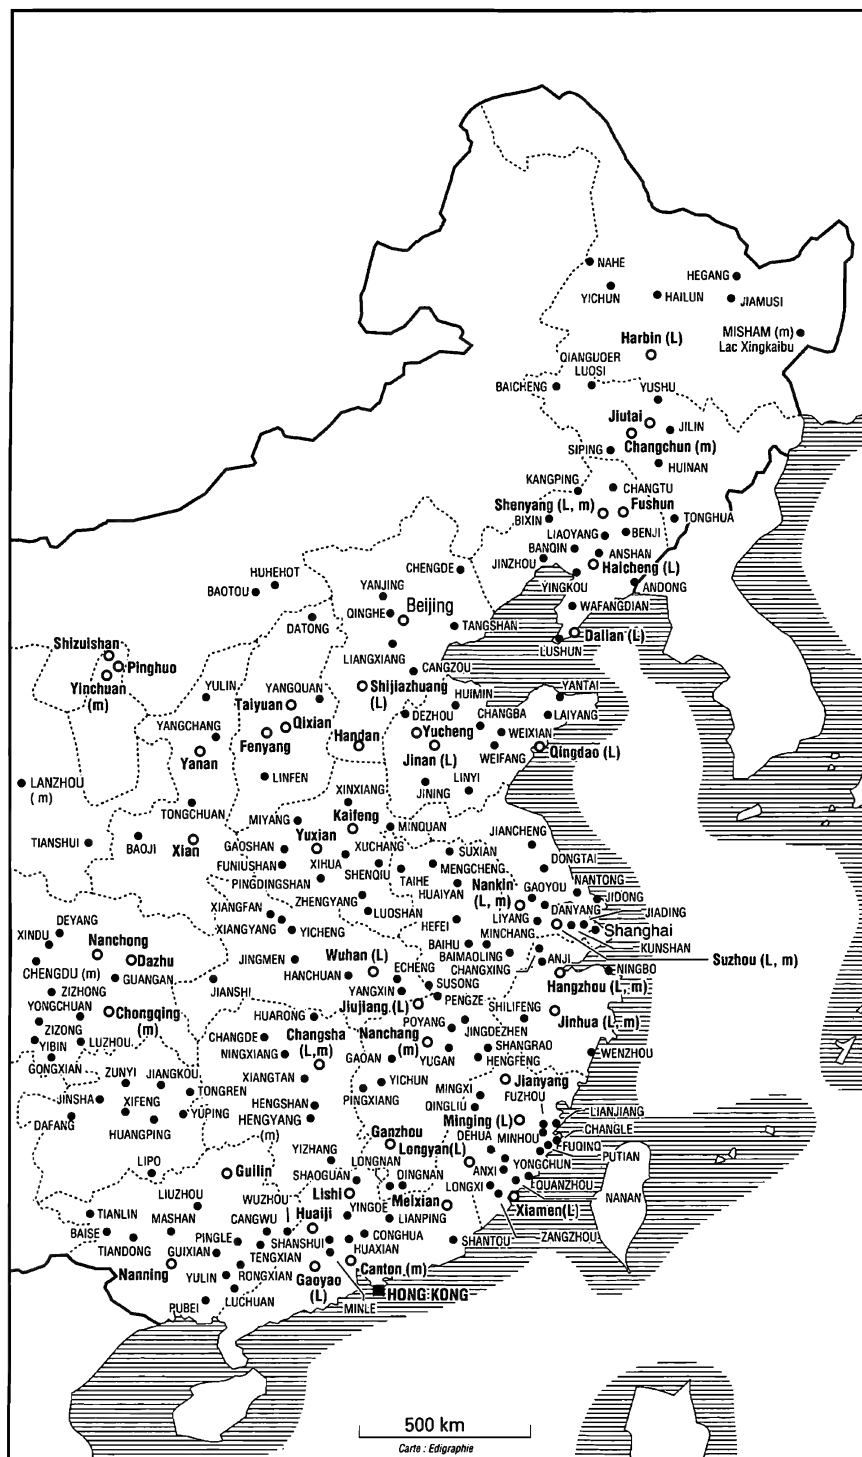 NAHE
HEGANG
YICHUN
HAILUN
JIAMUSI
MISHAM (m)
Lac Xingkaibu
Harbin (L)
QIANGUOER
LUOSI
BAICHENG
YUSHU
Jiutai
JILIN
Changchun (m)
SIPING
HUINAN
KANGPING
CHANGTU
Shenyang (L, m)
Fushun
BIXIN
TONGHUA
LIAOYANG
BENJI
BANQIN
ANSHAN
JINZHOU
Haicheng (L)
CHENGDE
YINGKOU
ANDONG
HUHEHOT
BAOTOU
YANJING
WAFANGDIAN
QINGHE
Beijing
DATONG
TANGSHAN
Dalian (L)
LUSHUN
Shizuishan
Pinghuo
LIANGXIANG
CANGZOU
Yinchuan
(m)
YULIN
YANGQUAN
Shijiazhuang
(L)
Taiyuan
HUIMIN
YANTAI
DEZHOU
CHANGBA
LAIYANG
YANGCHANG
Qixian
Fenyang
Handan
Yucheng
WEIXIAN
Yanan
Jinan (L)
WEIFANG
Qingdao (L)
LANZHOU
( m)
LINFEN
JINING
LINYI
XINXIANG
TONGCHUAN
MIYANG
Kaifeng
MINQUAN
JIANCHENG
TIANSHUI
BAOJI
Xian
Yuxian
GAOSHAN
XUCHANG
SUXIAN
FUNIUSHAN
XIHUA
SHENQIU
MENGCHENG
DONGTAI
PINGDINGSHAN
TAIHE
HUAIYAN
Nankin
(L, m)
GAOYOU
NANTONG
ZHENGYANG
JIDONG
XIANGFAN
LUOSHAN
LIYANG
DANYANG
JIADING
DEYANG
XIANGYANG
YICHENG
HEFEI
MINCHANG
Shanghai
XINDU
Nanchong
BAIHU
KUNSHAN
Dazhu
JINGMEN
Wuhan (L)
BAIMAOLING
ANJI
Suzhou (L, m)
CHENGDU (m)
GUANGAN
HANCHUAN
ECHENG
CHANGXING
NINGBO
ZIZHONG
JIANSHI
YANGXIN
SUSONG
Hangzhou (L, m)
YONGCHUAN
Chongqing
(m)
HUARONG
Jiujiang (L)
PENGZE
SHILIFENG
Jinhua (L, m)
ZIZONG
CHANGDE
Changsha
(L,m)
Nanchang
(m)
POYANG
JINGDEZHEN
YIBIN
LUZHOU
NINGXIANG
GAOAN
YUGAN
SHANGRAO
WENZHOU
GONGXIAN
HENGFENG
ZUNYI
JIANGKOU
XIANGTAN
YICHUN
MINGXI
Jianyang
JINSHA
XIFENG
TONGREN
HENGSHAN
PINGXIANG
QINGLIU
FUZHOU
LIANJIANG
DAFANG
YUPING
HENGYANG
(m)
Minging (L)
CHANGLE
HUANGPING
Ganzhou
DEHUA
MINHOU
FUQINQ
LIPO
Guilin
YIZHANG
Longyan(L)
PUTIAN
SHAOGUAN
LONGNAN
ANXI
YONGCHUN
LIUZHOU
WUZHOU
Lishi
DINGNAN
LONGXI
QUANZHOU
NANAN
TIANLIN
MASHAN
CANGWU
Huaiji
YINGDE
Meixian
LIANPING
Xiamen(L)
BAISE
PINGLE
SHANSHUI
CONGHUA
SHANTOU
ZANGZHOU
TIANDONG
GUIXIAN
TENGXIAN
HUAXIAN
Nanning
YULIN
RONGXIAN
Gaoyao
(L)
Canton (m)
PUBEI
LUCHUAN
MINLE
HONG KONG
500 km
Carte : Edigraphie